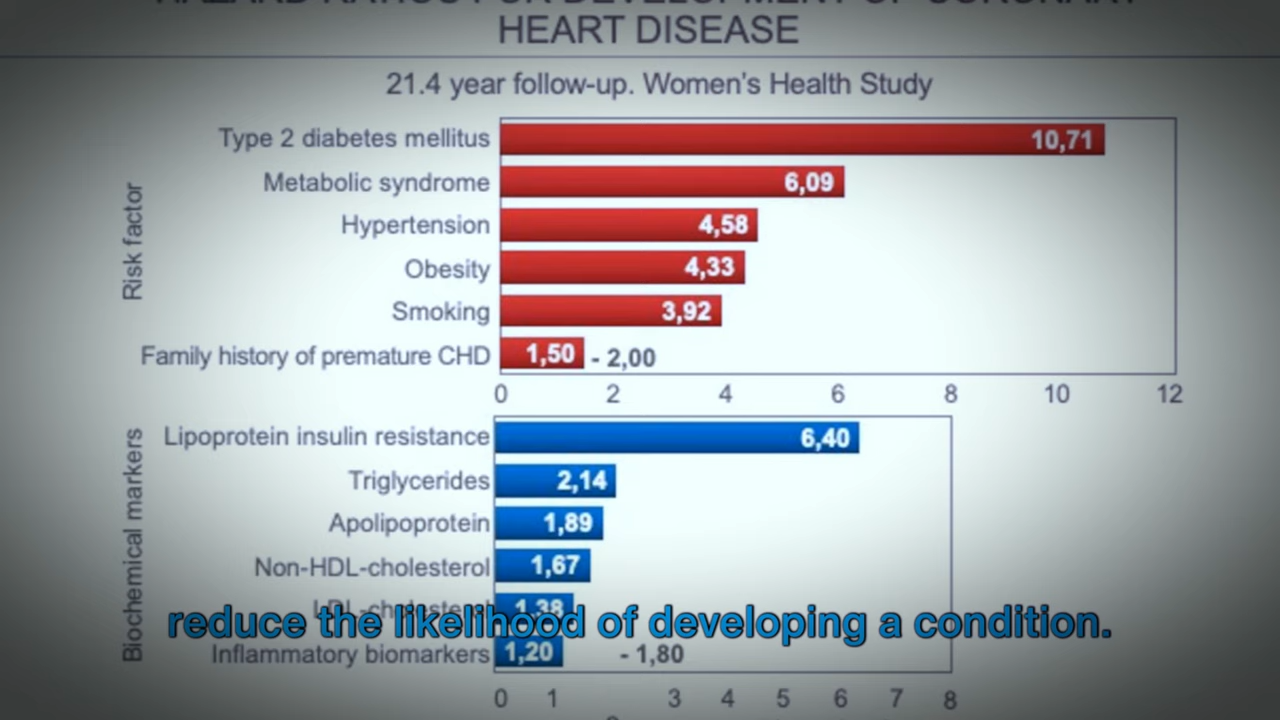 HEART DISEASE
21.4 year follow-up. Women's Health Study
Risk factor
Type 2 diabetes mellitus 10,71
Metabolic syndrome 6,09
Hypertension 4,58
Obesity 4,33
Smoking 3,92
Family history of premature CHD 1,50 - 2,00
0 2 4 6 8 10 12
Biochemical markers
Lipoprotein insulin resistance 6,40
Triglycerides 2,14
Apolipoprotein 1,89
Non-HDL-cholesterol 1,67
LDL-cholesterol 1,38
reduce the likelihood of developing a condition.
Inflammatory biomarkers 1,20 - 1,80
0 1 3 4 5 6 7 8